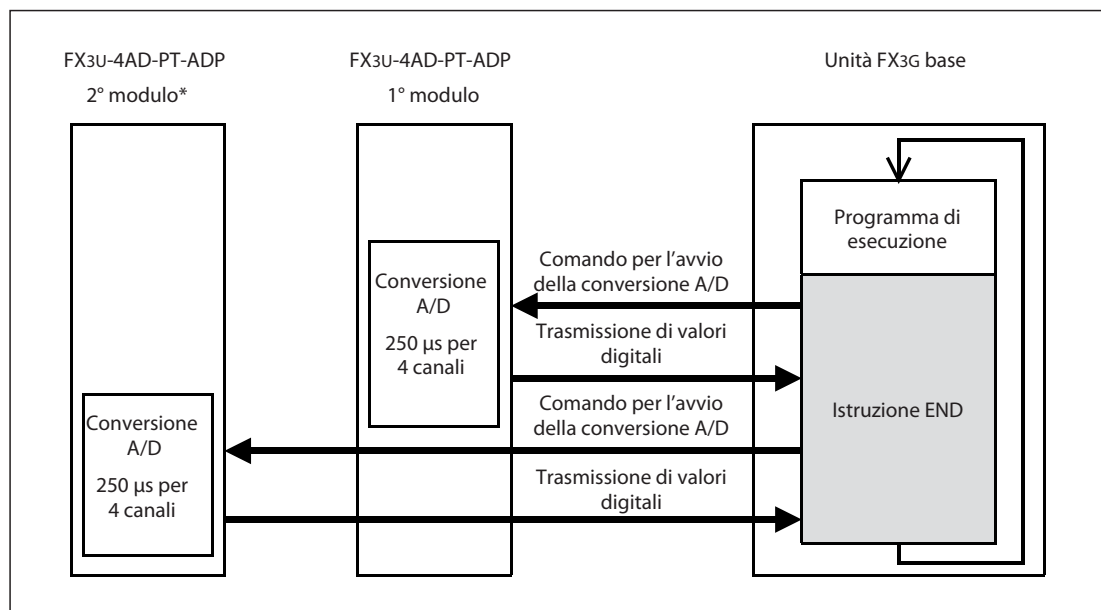 FX3U-4AD-PT-ADP
2° modulo*
FX3U-4AD-PT-ADP
1° modulo
Unità FX3G base
Programma di
esecuzione
Comando per l'avvio
della conversione A/D
Conversione
A/D
250 µs per
4 canali
Trasmissione di valori
digitali
Istruzione END
Comando per l'avvio
della conversione A/D
Conversione
A/D
250 µs per
4 canali
Trasmissione di valori
digitali